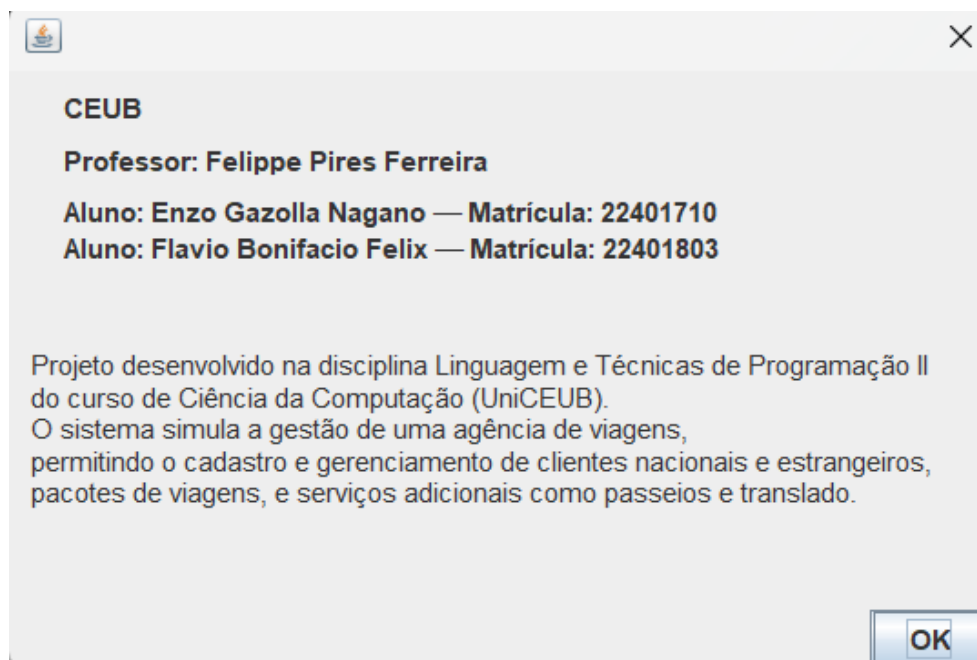 CEUB
Professor: Felippe Pires Ferreira
Aluno: Enzo Gazolla Nagano — Matrícula: 22401710
Aluno: Flavio Bonifacio Felix — Matrícula: 22401803
Projeto desenvolvido na disciplina Linguagem e Técnicas de Programação II
do curso de Ciência da Computação (UniCEUB).
O sistema simula a gestão de uma agência de viagens,
permitindo o cadastro e gerenciamento de clientes nacionais e estrangeiros,
pacotes de viagens, e serviços adicionais como passeios e translado.
OK